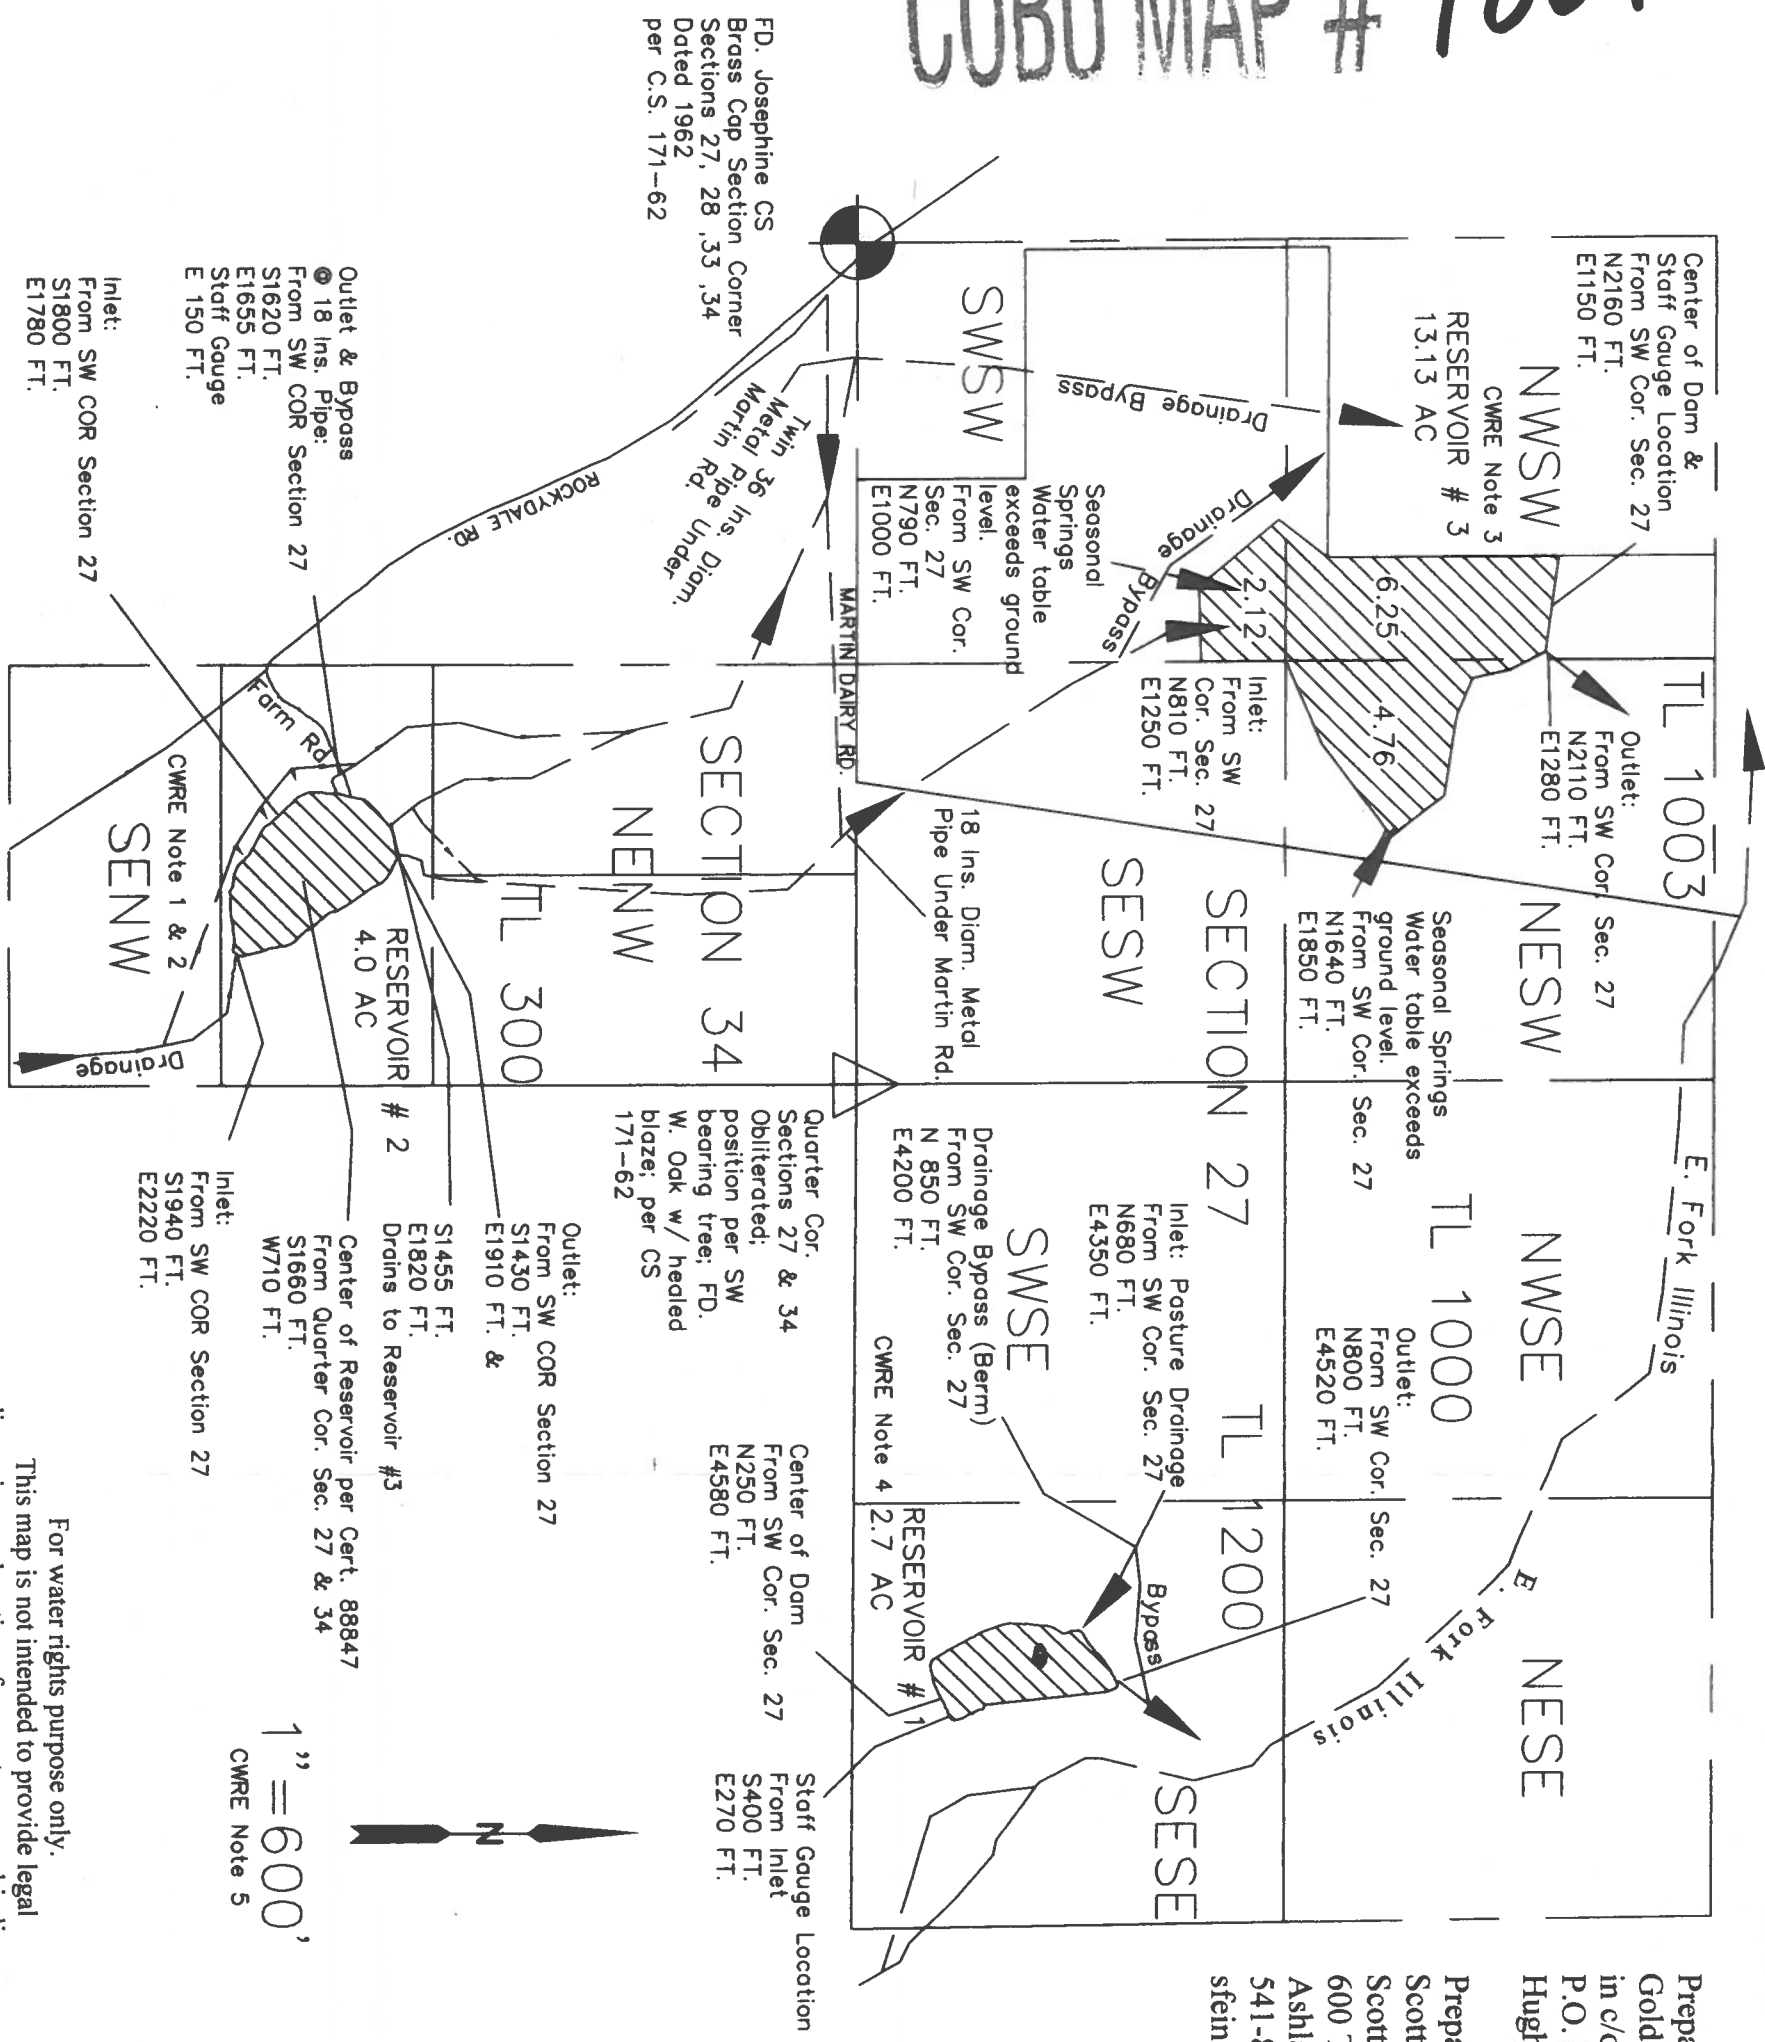 COBU MAP #
Center of Dam &
Staff Gauge Location
From SW Cor. Sec. 27
N2160 FT.
E1150 FT.
NWSW
CWRE Note 3
RESERVOIR # 3
13.13 AC
6.25
2.12
4.76
TL 1003
Outlet:
From SW Cor. Sec. 27
N2110 FT.
E1280 FT.
NESW
Seasonal Springs
Water table exceeds
ground level.
From SW Cor. Sec. 27
N1640 FT.
E1850 FT.
E. Fork Illinois
NWSE
TL 1000
Outlet:
From SW Cor. Sec. 27
N800 FT.
E4520 FT.
E. Fork Illinois
NESE
SWSW
Drainage Bypass
Drainage
Bypass
Seasonal
Springs
Water table
exceeds ground
level.
From SW Cor.
Sec. 27
N790 FT.
E1000 FT.
Inlet:
From SW
Cor. Sec. 27
N810 FT.
E1250 FT.
SESW
SECTION 27
18 Ins. Diam. Metal
Pipe Under Martin Rd.
TL 1200
Inlet: Pasture Drainage
From SW Cor. Sec. 27
N680 FT.
E4350 FT.
SWSE
Drainage Bypass (Berm)
From SW Cor. Sec. 27
N 850 FT.
E4200 FT.
CWRE Note 4
Bypass
RESERVOIR # 1
2.7 AC
SESE
MARTIN DAIRY RD.
FD. Josephine CS
Brass Cap Section Corner
Sections 27, 28 ,33 ,34
Dated 1962
per C.S. 171-62
Twin 36 Ins. Diam.
Metal Pipe Under
Martin Rd.
ROCKYDALE RD.
SECTION 34
NENW
TL 300
Quarter Cor.
Sections 27 & 34
Obliterated;
position per SW
bearing tree; FD.
W. Oak w/ healed
blaze; per CS
171-62
Center of Dam
From SW Cor. Sec. 27
N250 FT.
E4580 FT.
Staff Gauge Location
From Inlet
S400 FT.
E270 FT.
Outlet & Bypass
@ 18 Ins. Pipe:
From SW COR Section 27
S1620 FT.
E1655 FT.
Staff Gauge
E 150 FT.
Inlet:
From SW COR Section 27
S1800 FT.
E1780 FT.
Farm Rd.
RESERVOIR # 2
4.0 AC
CWRE Note 1 & 2
SENW
Drainage
Outlet:
From SW COR Section 27
S1430 FT.
E1910 FT. &
S1455 FT.
E1820 FT.
Drains to Reservoir #3
Center of Reservoir per Cert. 88847
From Quarter Cor. Sec. 27 & 34
S1660 FT.
W710 FT.
Inlet:
From SW COR Section 27
S1940 FT.
E2220 FT.
N
1"=600'
CWRE Note 5
For water rights purpose only.
This map is not intended to provide legal
Gold
in c/o
P.O.
Scott
Scott
600
541-
sfein